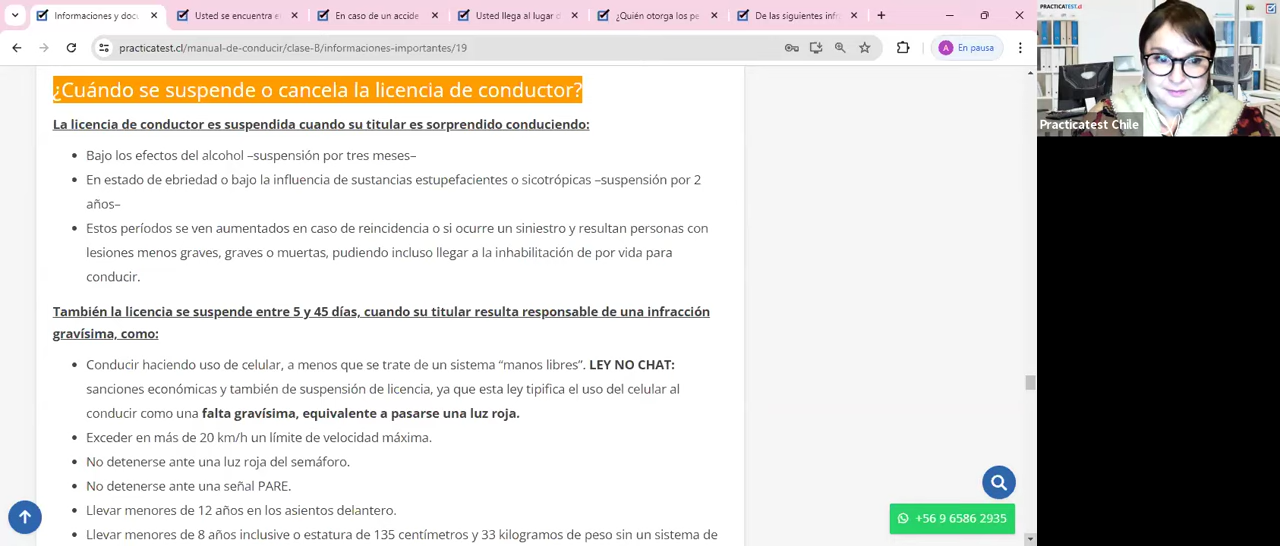 Informaciones y docu
Usted se encuentra e
En caso de un accide
Usted llega al lugar d
¿Quién otorga los pe
De las siguientes infr
practicatest.cl/manual-de-conducir/clase-B/informaciones-importantes/19
A
En pausa
PRACTICATEST.cl
Practicatest Chile
¿Cuándo se suspende o cancela la licencia de conductor?
La licencia de conductor es suspendida cuando su titular es sorprendido conduciendo:
Bajo los efectos del alcohol –suspensión por tres meses–
En estado de ebriedad o bajo la influencia de sustancias estupefacientes o sicotrópicas –suspensión por 2
años–
Estos períodos se ven aumentados en caso de reincidencia o si ocurre un siniestro y resultan personas con
lesiones menos graves, graves o muertas, pudiendo incluso llegar a la inhabilitación de por vida para
conducir.
También la licencia se suspende entre 5 y 45 días, cuando su titular resulta responsable de una infracción
gravísima, como:
Conducir haciendo uso de celular, a menos que se trate de un sistema “manos libres”. LEY NO CHAT:
sanciones económicas y también de suspensión de licencia, ya que esta ley tipifica el uso del celular al
conducir como una falta gravísima, equivalente a pasarse una luz roja.
Exceder en más de 20 km/h un límite de velocidad máxima.
No detenerse ante una luz roja del semáforo.
No detenerse ante una señal PARE.
Llevar menores de 12 años en los asientos delantero.
Llevar menores de 8 años inclusive o estatura de 135 centímetros y 33 kilogramos de peso sin un sistema de
+56 9 6586 2935